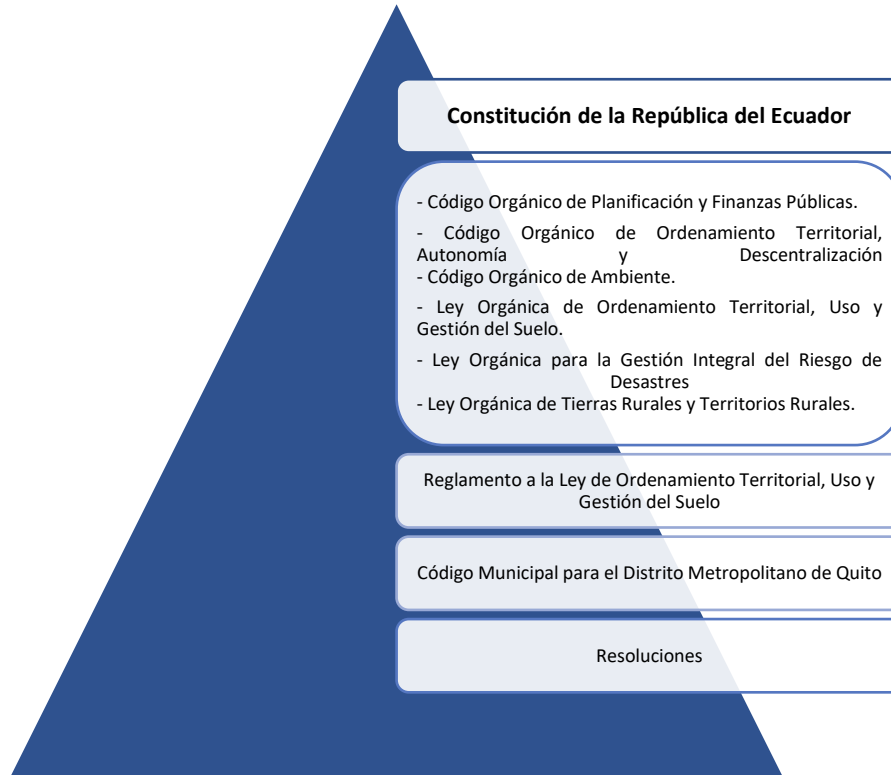 Constitución de la República del Ecuador
- Código Orgánico de Planificación y Finanzas Públicas.
- Código Orgánico de Ordenamiento Territorial,
Autonomía y Descentralización
- Código Orgánico de Ambiente.
- Ley Orgánica de Ordenamiento Territorial, Uso y
Gestión del Suelo.
- Ley Orgánica para la Gestión Integral del Riesgo de
Desastres
- Ley Orgánica de Tierras Rurales y Territorios Rurales.
Reglamento a la Ley de Ordenamiento Territorial, Uso y
Gestión del Suelo
Código Municipal para el Distrito Metropolitano de Quito
Resoluciones